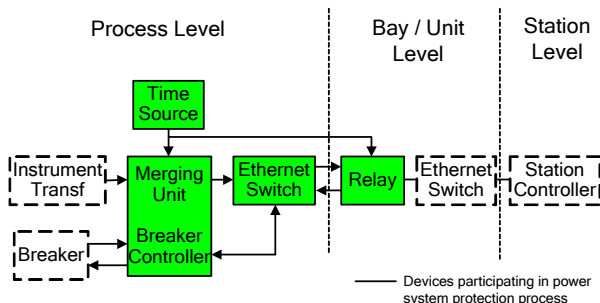 Process Level
Bay / Unit
Level
Station
Level
Time
Source
Instrument
Transf
Merging
Unit
Ethernet
Switch
Relay
Ethernet
Switch
Station
Controller
Breaker
Breaker
Controller
Devices participating in power
system protection process